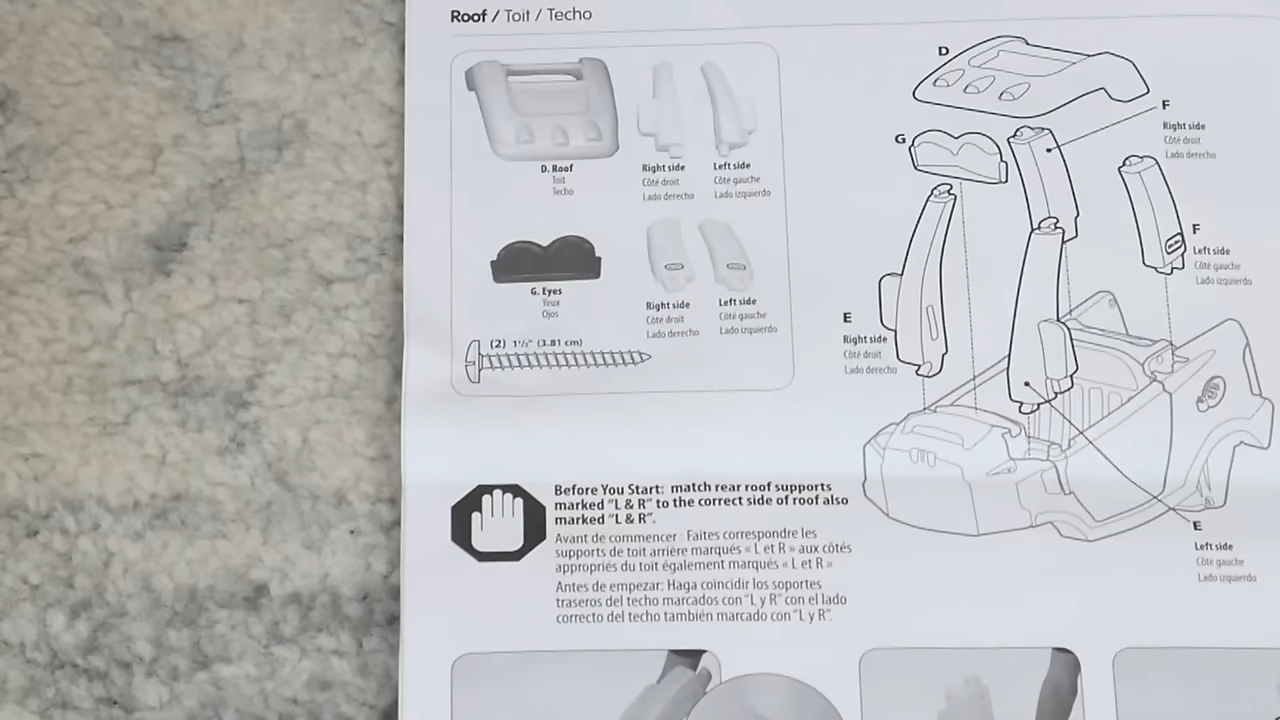 Roof / Toit / Techo
D. Roof
Toit
Techo
Right side
Côté droit
Lado derecho
Left side
Côté gauche
Lado izquierdo
G. Eyes
Yeux
Ojos
Right side
Côté droit
Lado derecho
Left side
Côté gauche
Lado izquierdo
(2) 1½" (3.81 cm)
D
F
Right side
Côté droit
Lado derecho
G
F
Left side
Côté gauche
Lado izquierdo
E
Right side
Côté droit
Lado derecho
E
Left side
Côté gauche
Lado izquierdo
Before You Start: match rear roof supports
marked "L & R" to the correct side of roof also
marked "L & R".
Avant de commencer : Faites correspondre les
supports de toit arrière marqués « L et R » aux côtés
appropriés du toit également marqués « L et R »
Antes de empezar: Haga coincidir los soportes
traseros del techo marcados con "L y R" con el lado
correcto del techo también marcado con "L y R".